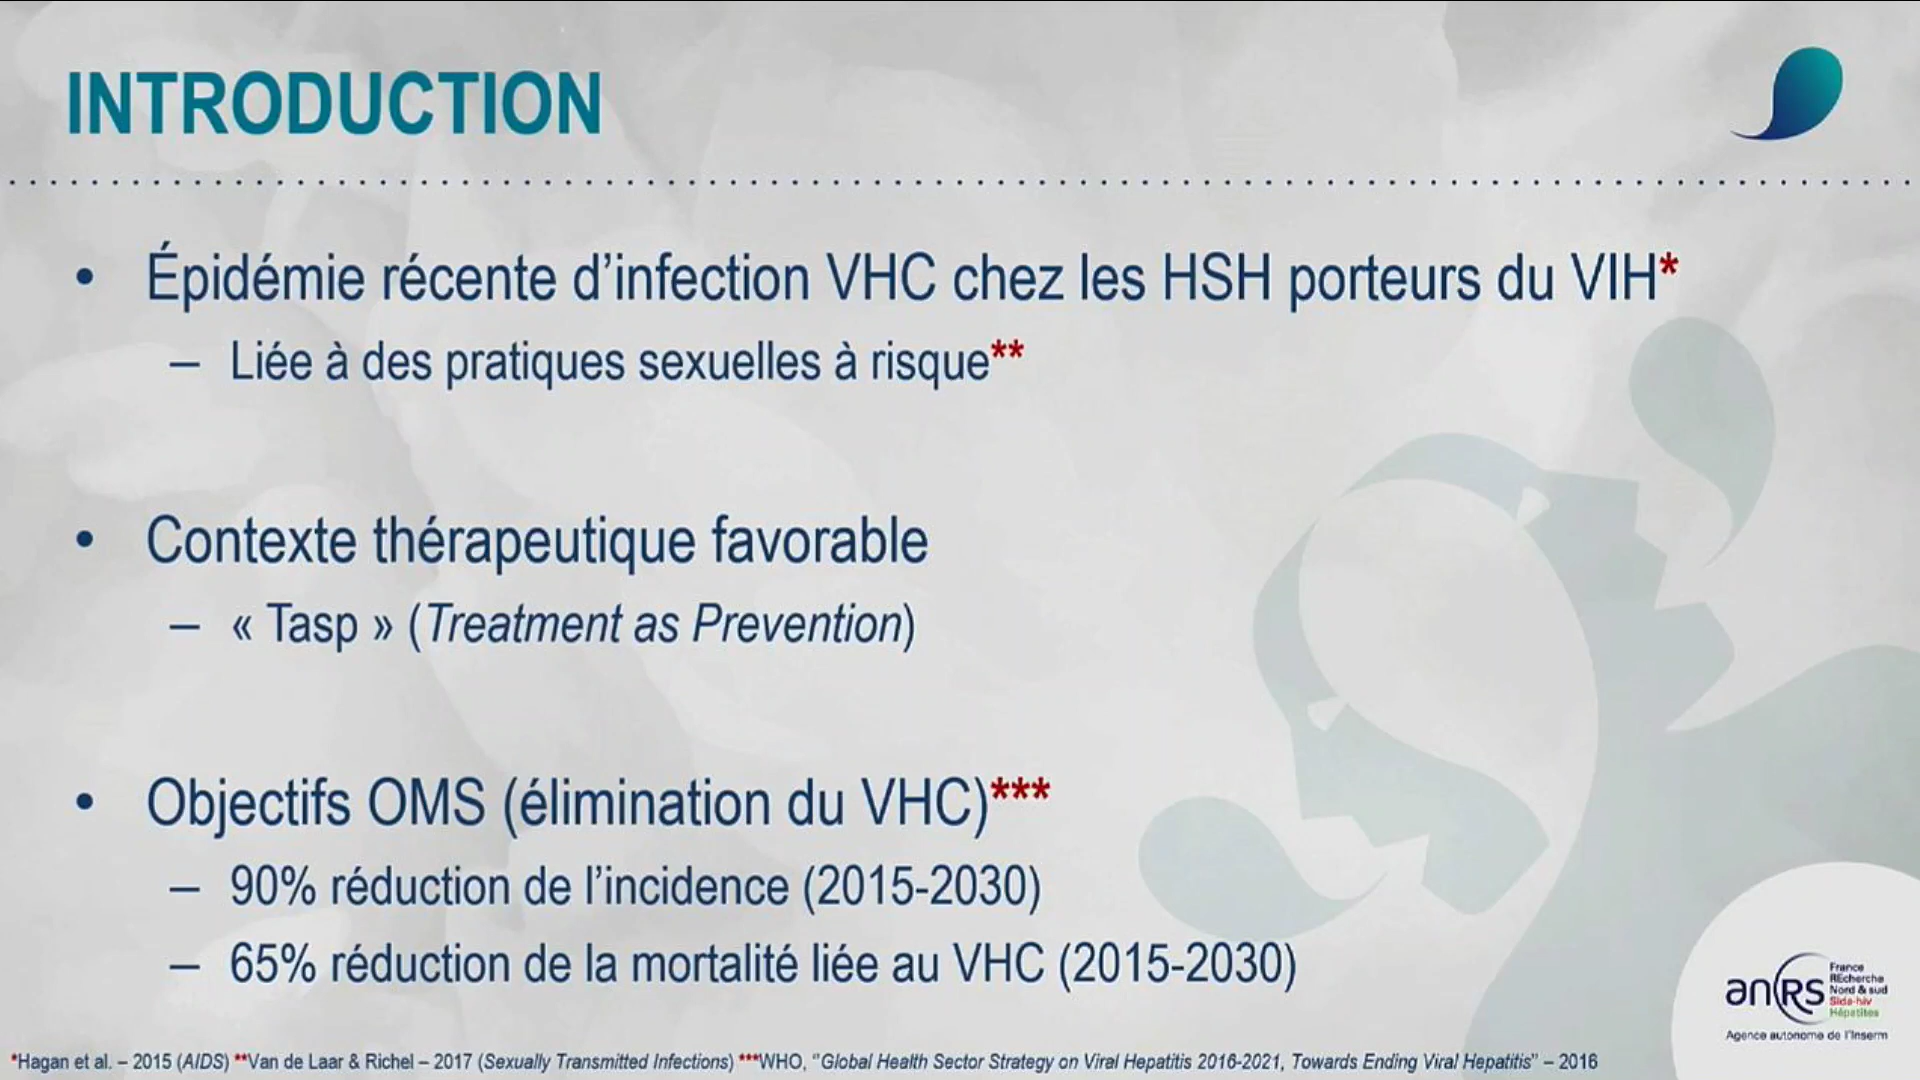 INTRODUCTION
• Épidémie récente d’infection VHC chez les HSH porteurs du VIH*
– Liée à des pratiques sexuelles à risque**
• Contexte thérapeutique favorable
– « Tasp » (Treatment as Prevention)
• Objectifs OMS (élimination du VHC)***
– 90% réduction de l’incidence (2015-2030)
– 65% réduction de la mortalité liée au VHC (2015-2030)
anRS
France
REcherche
Nord & sud
Sida-hiv
Hépatites
Agence autonome de l’Inserm
*Hagan et al. – 2015 (AIDS) **Van de Laar & Richel – 2017 (Sexually Transmitted Infections) ***WHO, “Global Health Sector Strategy on Viral Hepatitis 2016-2021, Towards Ending Viral Hepatitis” – 2016